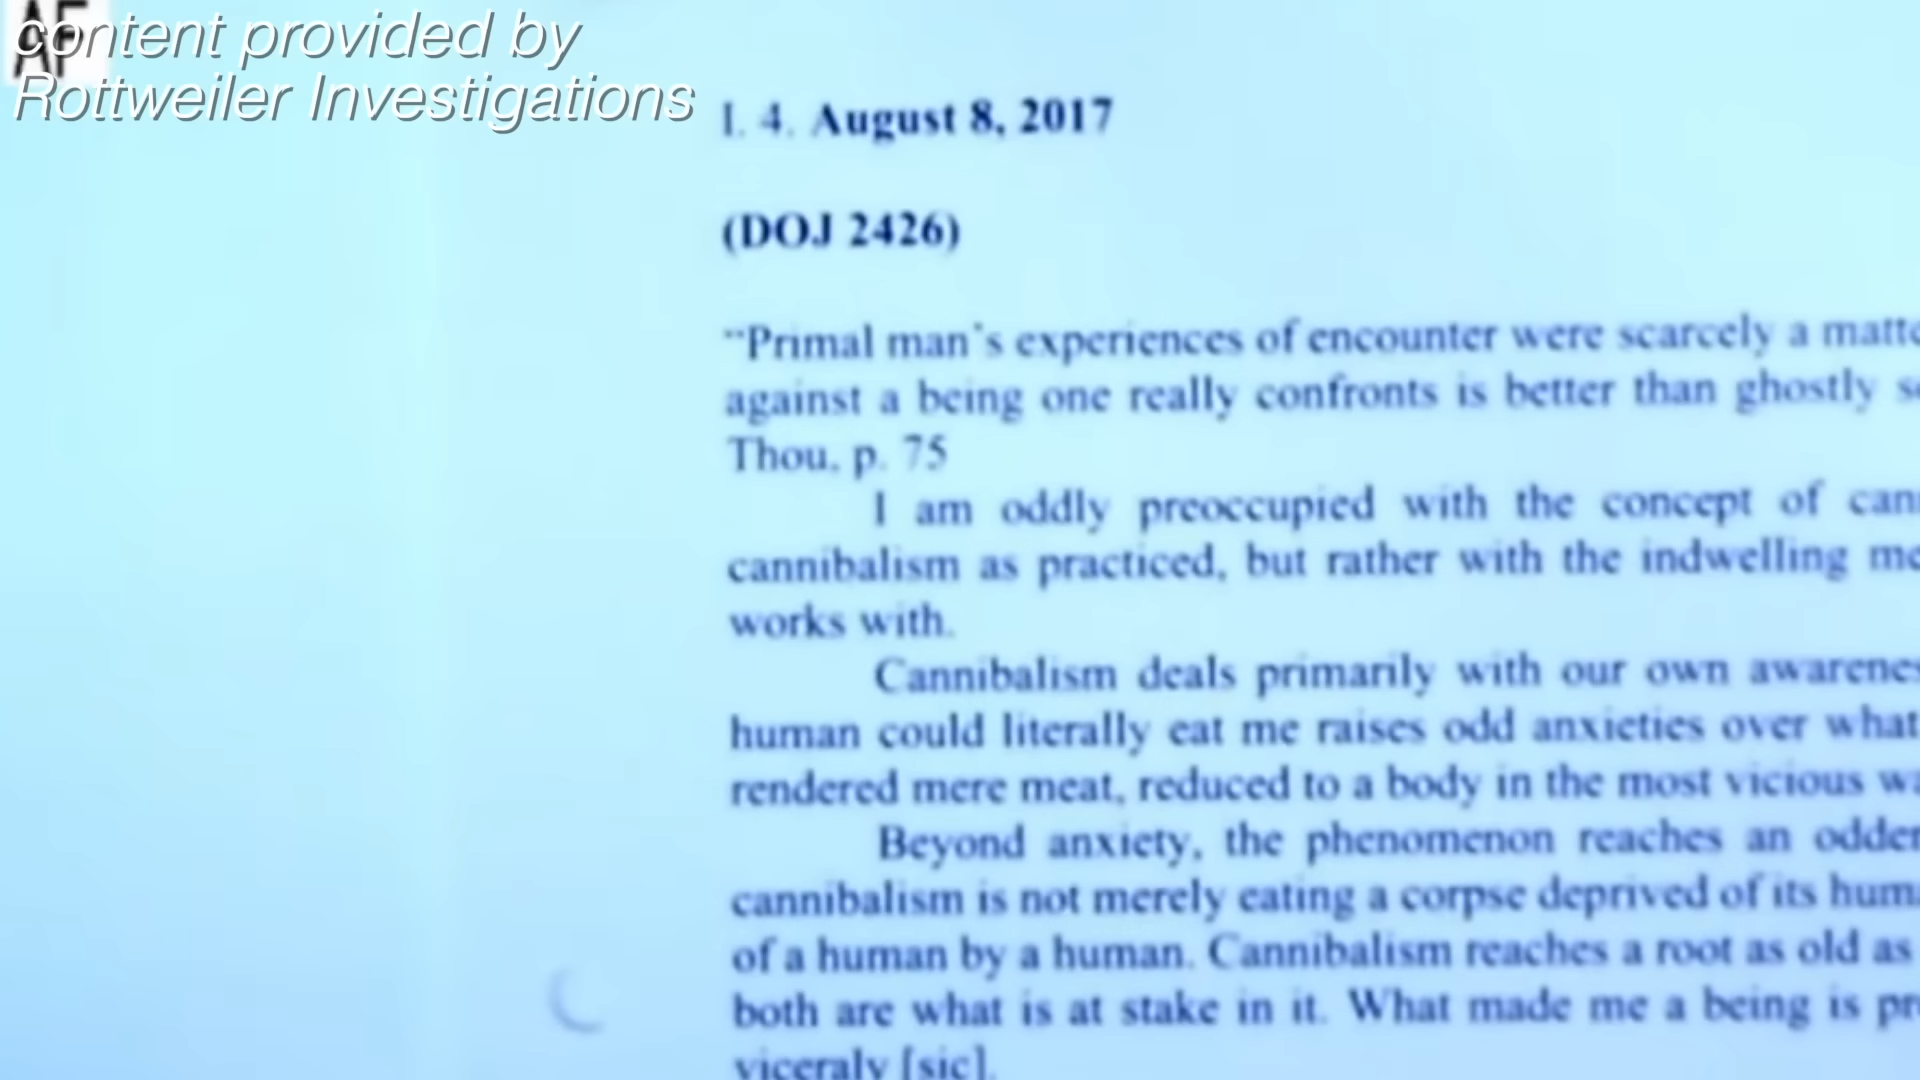 AF
content provided by
Rottweiler Investigations
I. 4. August 8, 2017
(DOJ 2426)
“Primal man's experiences of encounter were scarcely a
against a being one really confronts is better than ghostly
Thou, p. 75
I am oddly preoccupied with the concept of
cannibalism as practiced, but rather with the indwelling
works with.
Cannibalism deals primarily with our own
human could literally eat me raises odd anxieties over what
rendered mere meat, reduced to a body in the most vicious
Beyond anxiety, the phenomenon reaches an
cannibalism is not merely eating a corpse deprived of its
of a human by a human. Cannibalism reaches a root as old as
both are what is at stake in it. What made me a being is
viceraly [sic].